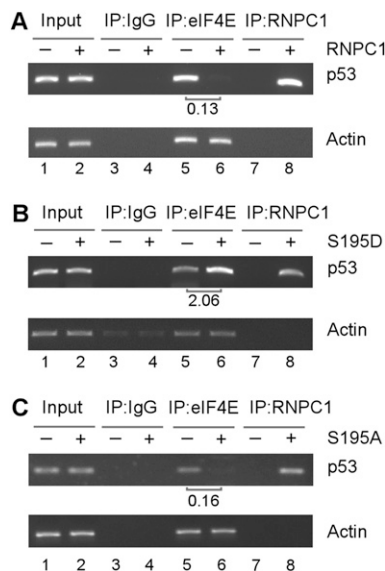 A Input IP:IgG IP:eIF4E IP:RNPC1
– + – + – + – + RNPC1
p53
0.13
Actin
1 2 3 4 5 6 7 8
B Input IP:IgG IP:eIF4E IP:RNPC1
– + – + – + – + S195D
p53
2.06
Actin
1 2 3 4 5 6 7 8
C Input IP:IgG IP:eIF4E IP:RNPC1
– + – + – + – + S195A
p53
0.16
Actin
1 2 3 4 5 6 7 8